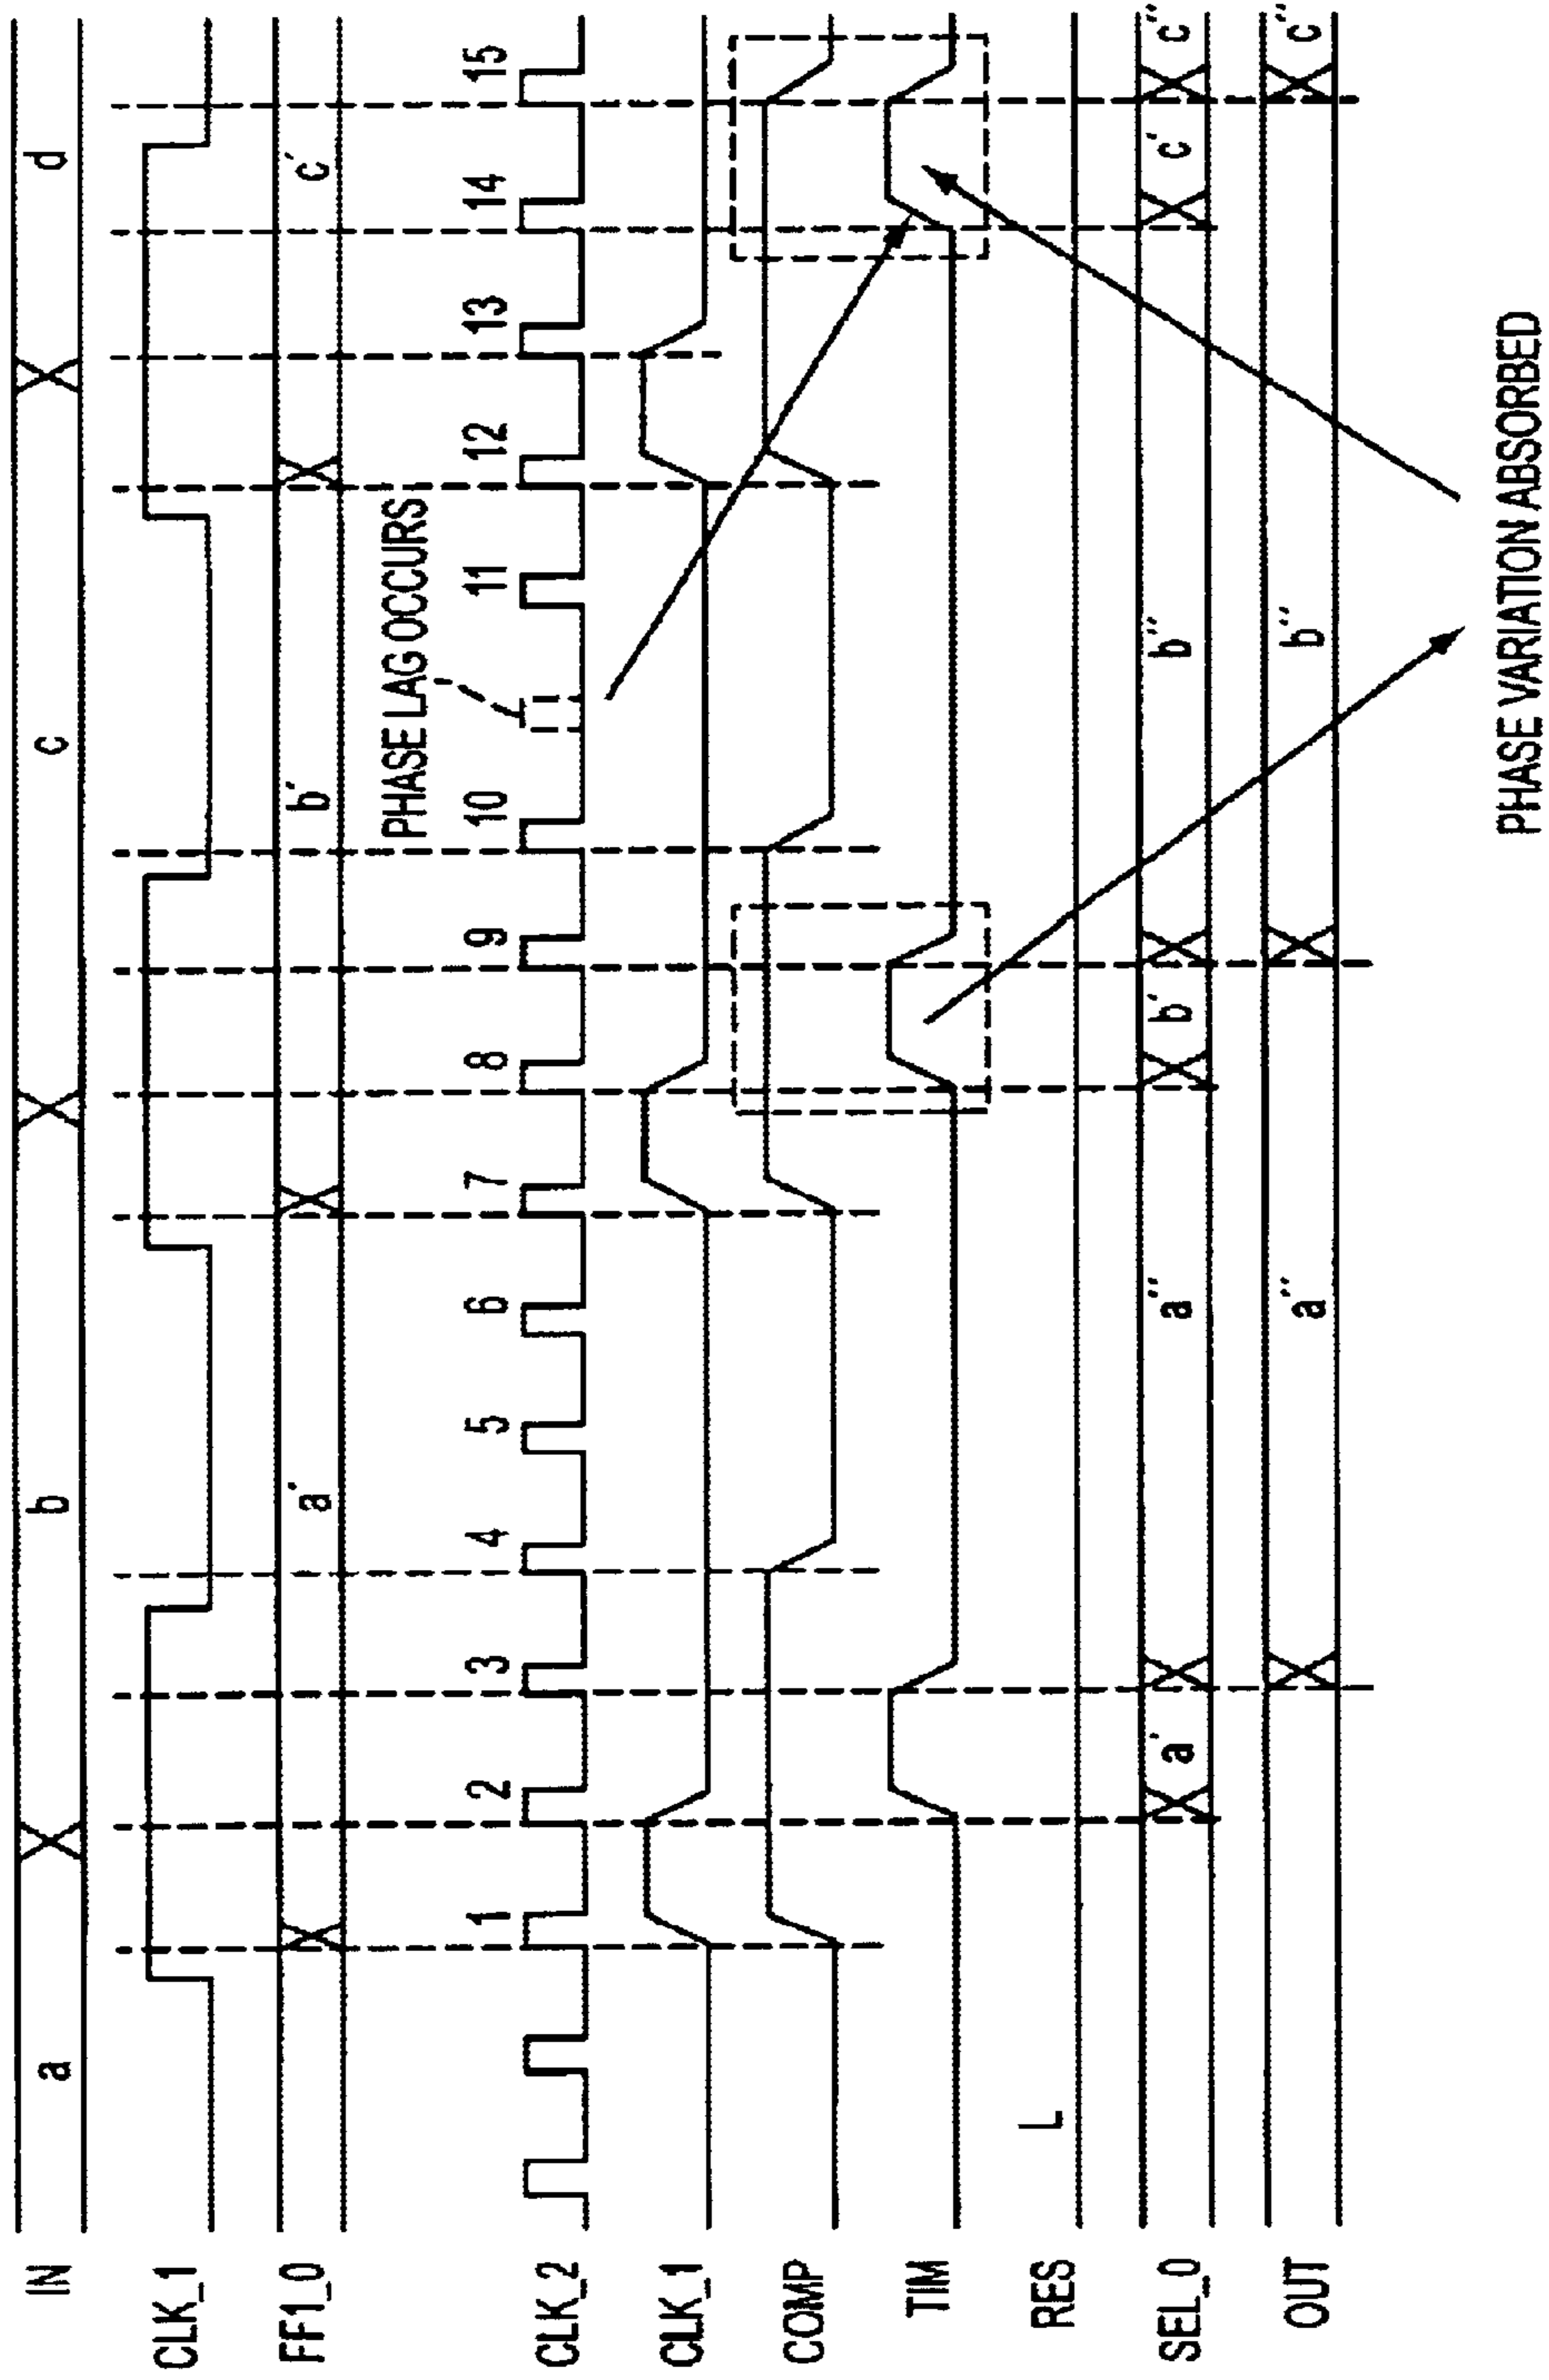 IN a b c d
CLK_1
FF1_0 a' b' c'
PHASE LAG OCCURS
1 2 3 4 5 6 7 8 9 10 11 12 13 14 15
CLK_2
CLK_1
COMP
TIM
RES L
SEL_0 a' a'' b' b'' c' c''
OUT a'' b'' c''
PHASE VARIATION ABSORBED